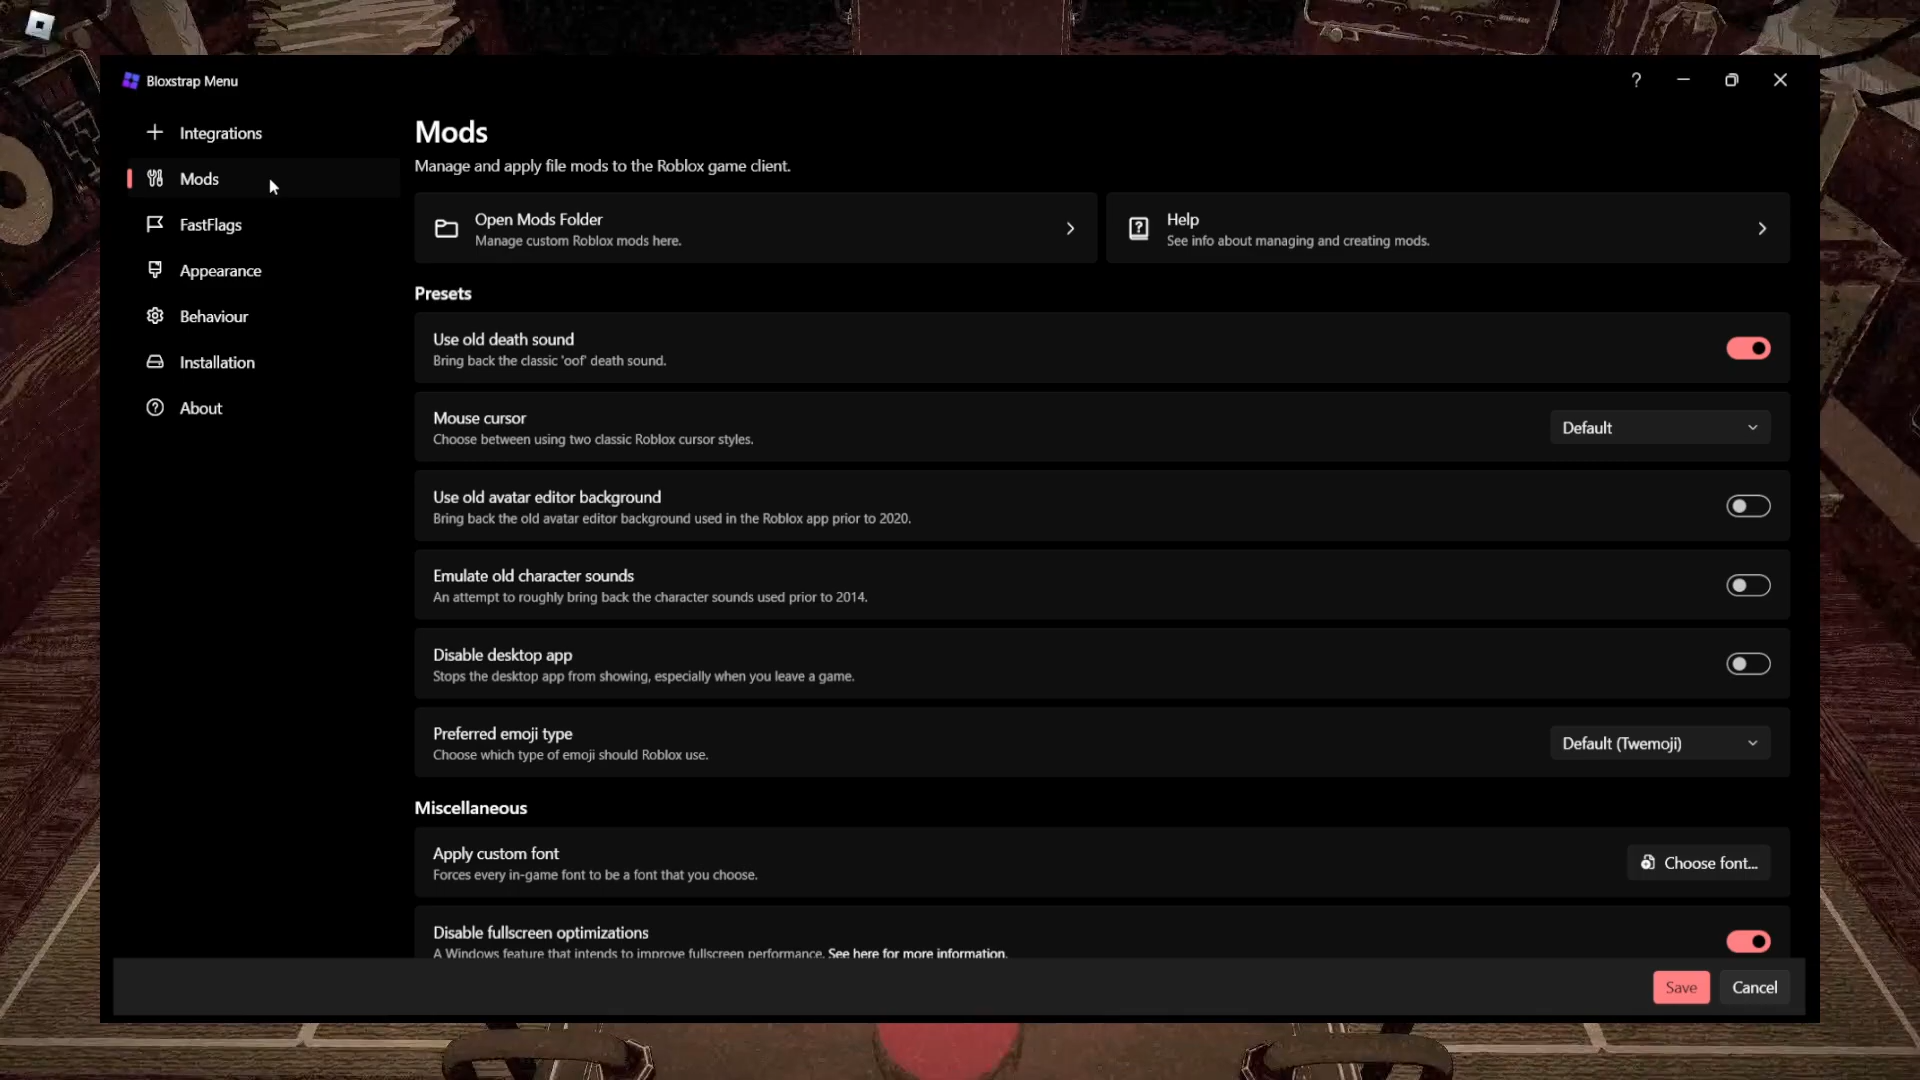 Bloxstrap Menu
Integrations
Mods
FastFlags
Appearance
Behaviour
Installation
About
Mods
Manage and apply file mods to the Roblox game client.
Open Mods Folder
Manage custom Roblox mods here.
Help
See info about managing and creating mods.
Presets
Use old death sound
Bring back the classic 'oof' death sound.
Mouse cursor
Choose between using two classic Roblox cursor styles.
Default
Use old avatar editor background
Bring back the old avatar editor background used in the Roblox app prior to 2020.
Emulate old character sounds
An attempt to roughly bring back the character sounds used prior to 2014.
Disable desktop app
Stops the desktop app from showing, especially when you leave a game.
Preferred emoji type
Choose which type of emoji should Roblox use.
Default (Twemoji)
Miscellaneous
Apply custom font
Forces every in-game font to be a font that you choose.
Choose font...
Disable fullscreen optimizations
A Windows feature that intends to improve fullscreen performance. See here for more information.
Save
Cancel